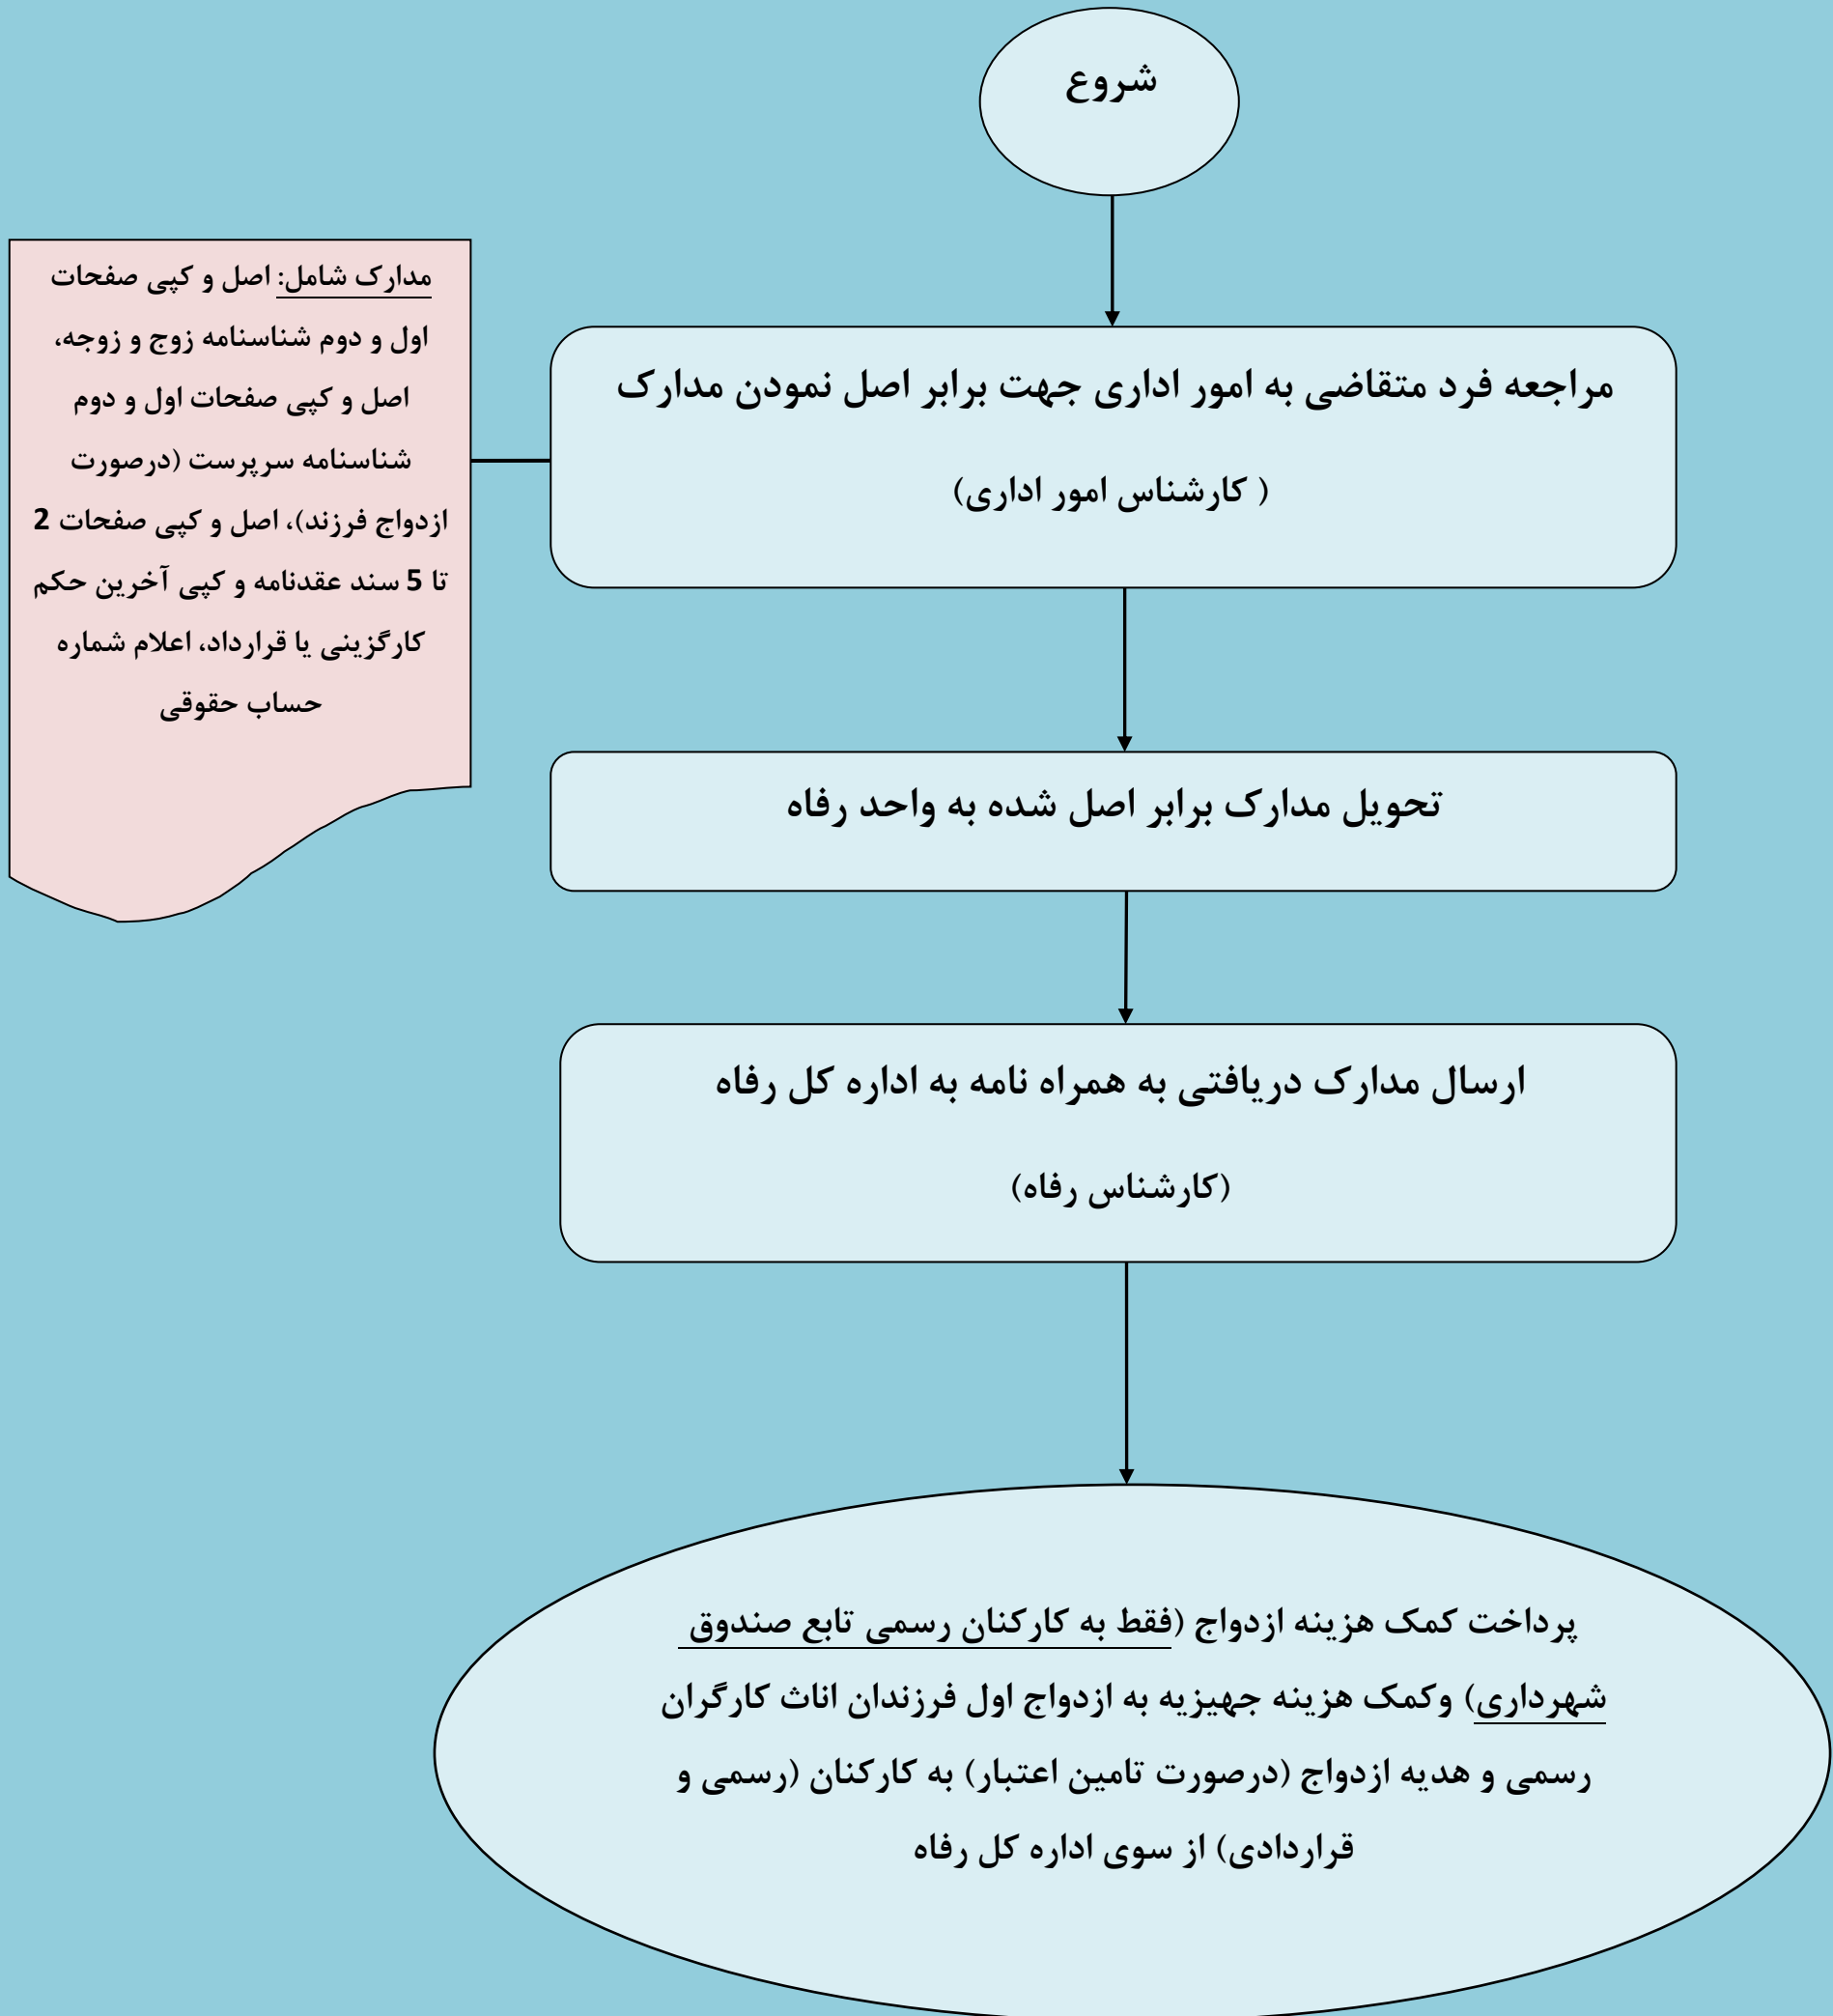 شروع
مدارک شامل: اصل و کپی صفحات
اول و دوم شناسنامه زوج و زوجه،
اصل و کپی صفحات اول و دوم
شناسنامه سرپرست (درصورت
ازدواج فرزند)، اصل و کپی صفحات 2
تا 5 سند عقدنامه و کپی آخرین حکم
کارگزینی یا قرارداد، اعلام شماره
حساب حقوقی
مراجعه فرد متقاضی به امور اداری جهت برابر اصل نمودن مدارک
( کارشناس امور اداری)
تحویل مدارک برابر اصل شده به واحد رفاه
ارسال مدارک دریافتی به همراه نامه به اداره کل رفاه
(کارشناس رفاه)
پرداخت کمک هزینه ازدواج (فقط به کارکنان رسمی تابع صندوق
شهرداری) وکمک هزینه جهیزیه به ازدواج اول فرزندان اناث کارگران
رسمی و هدیه ازدواج (درصورت تامین اعتبار) به کارکنان (رسمی و
قراردادی) از سوی اداره کل رفاه